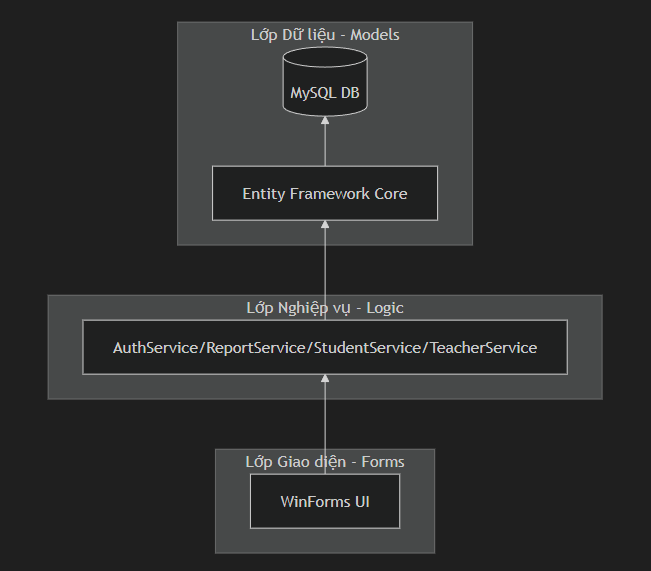 Lớp Dữ liệu - Models
MySQL DB
Entity Framework Core
Lớp Nghiệp vụ - Logic
AuthService/ReportService/StudentService/TeacherService
Lớp Giao diện - Forms
WinForms UI